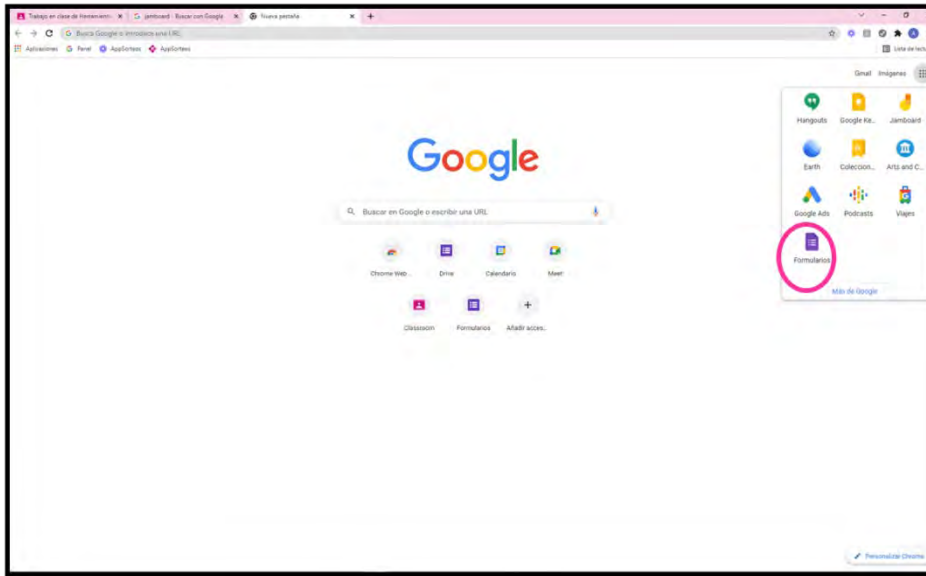 Trabajo en clase de Herramient
jamboard - Buscar con Google
Nueva pestaña
Busca Google o introduce una URL
Aplicaciones
Panel
AppSorteos
AppSorteos
Lista de lect
Gmail Imágenes
Hangouts Google Ke... Jamboard
Earth Coleccion... Arts and C...
Google
Google Ads Podcasts Viajes
Buscar en Google o escribir una URL
Formularios
Chrome Web... Drive Calendario Meet
Más de Google
Classroom Formularios Añadir acces...
Personalizar Chrome